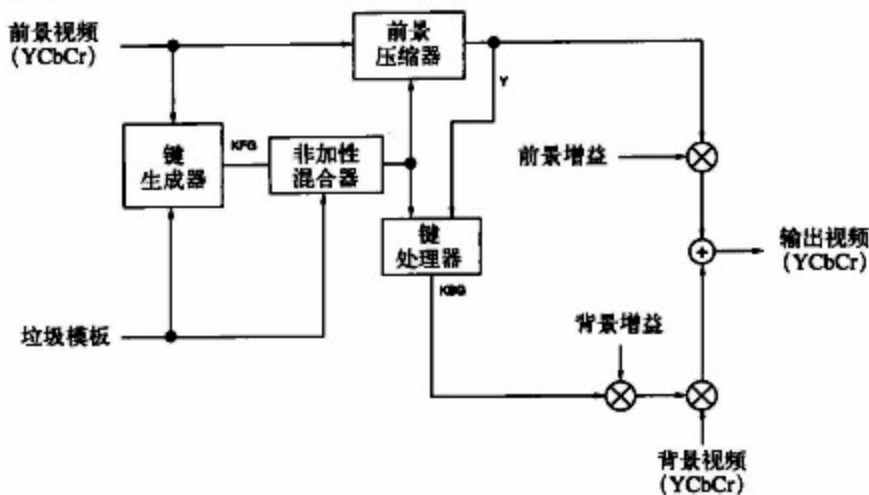 前景视频
(YCbCr)
前景
压缩器
Y
键
生成器
KFG
非加性
混合器
前景增益
键
处理器
输出视频
(YCbCr)
KBG
垃圾模板
背景增益
背景视频
(YCbCr)